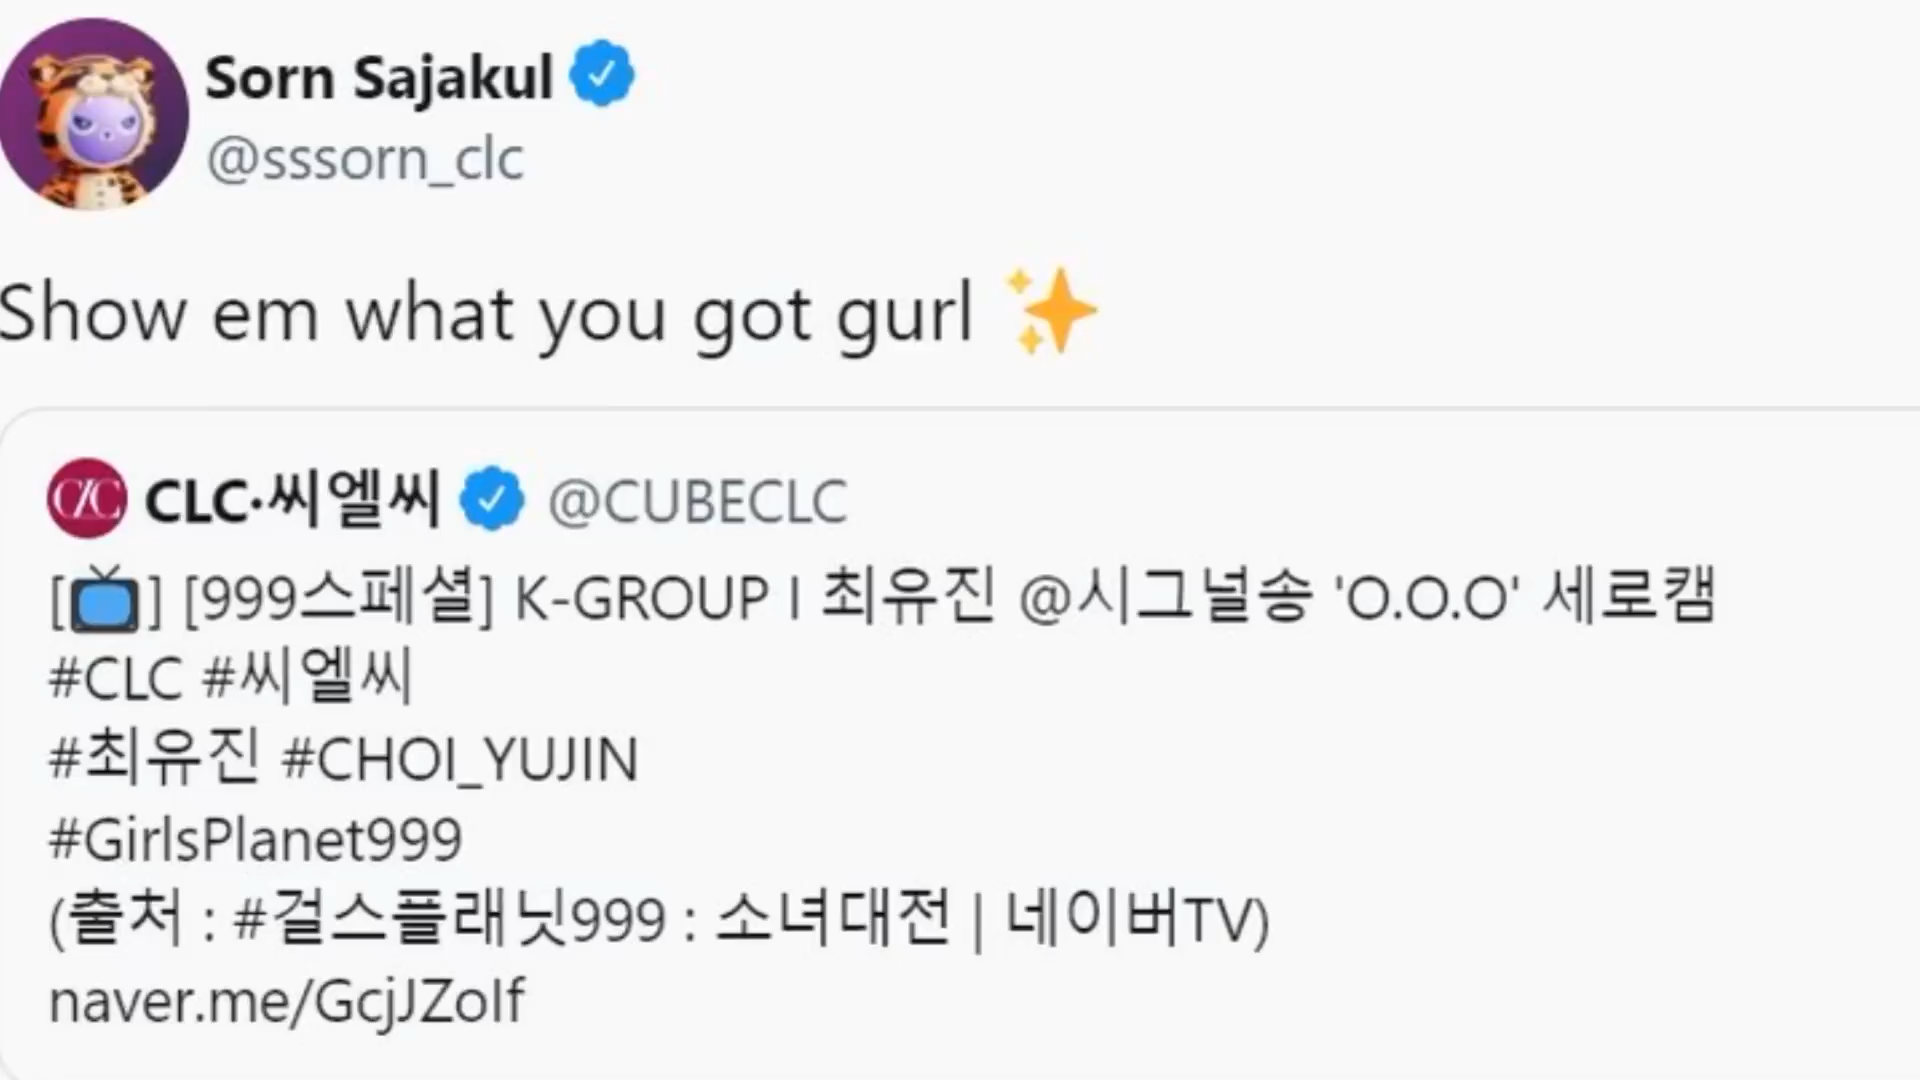 Sorn Sajakul
@sssorn_clc
Show em what you got gurl ✨
CLC CLC·씨엘씨 @CUBECLC
[📺] [999스페셜] K-GROUP I 최유진 @시그널송 'O.O.O' 세로캠
#CLC #씨엘씨
#최유진 #CHOI_YUJIN
#GirlsPlanet999
(출처 : #걸스플래닛999 : 소녀대전 | 네이버TV)
naver.me/GcjJZoIf